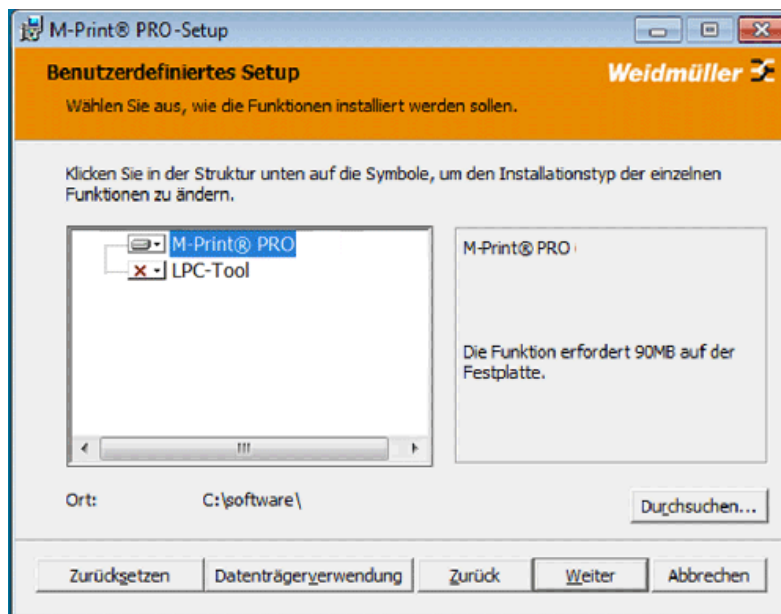 M-Print® PRO-Setup
Benutzerdefiniertes Setup
Weidmüller
Wählen Sie aus, wie die Funktionen installiert werden sollen.
Klicken Sie in der Struktur unten auf die Symbole, um den Installationstyp der einzelnen
Funktionen zu ändern.
M-Print® PRO
LPC-Tool
M-Print® PRO
Die Funktion erfordert 90MB auf der
Festplatte.
Ort:
C:\software\
Durchsuchen...
Zurücksetzen
Datenträgerverwendung
Zurück
Weiter
Abbrechen